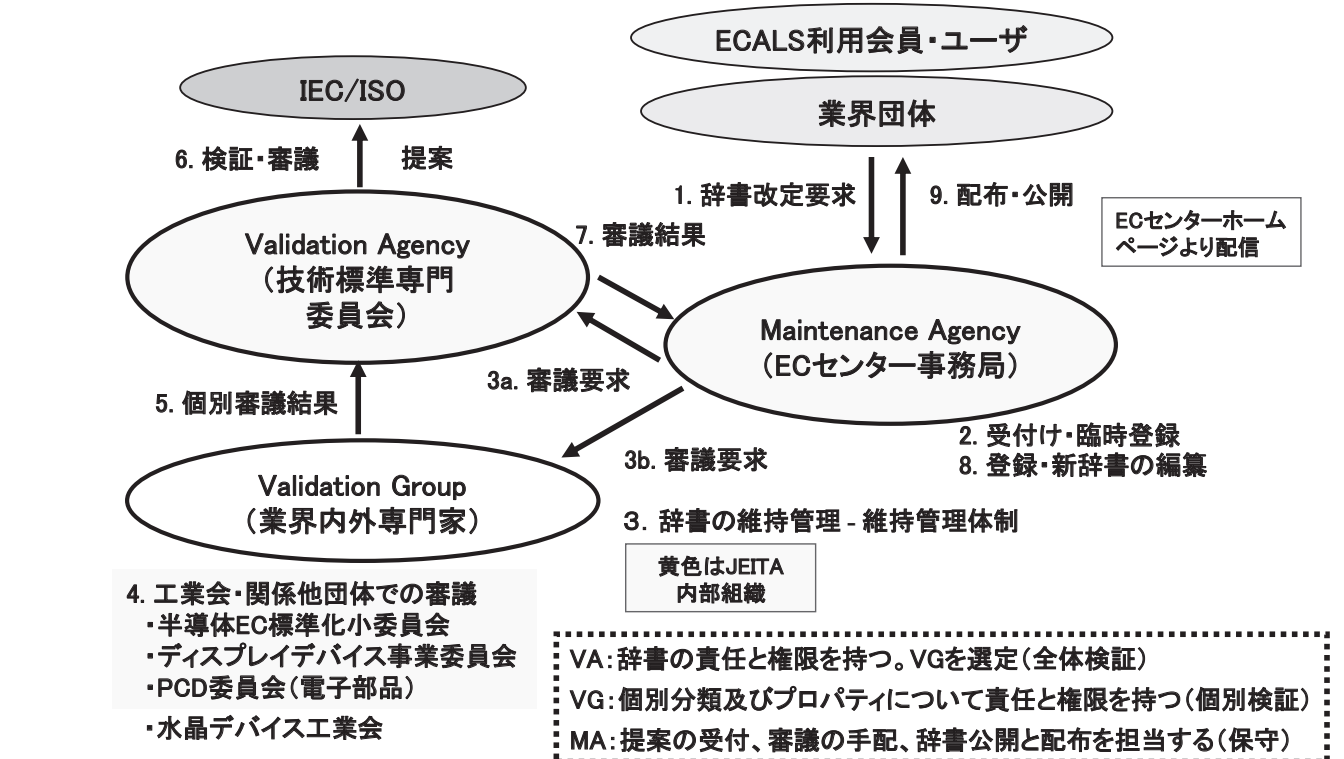 ECALS利用会員・ユーザ
IEC/ISO
業界団体
6. 検証・審議
提案
1. 辞書改定要求
9. 配布・公開
ECセンターホーム
ページより配信
7. 審議結果
Validation Agency
（技術標準専門
委員会）
Maintenance Agency
（ECセンター事務局）
3a. 審議要求
5. 個別審議結果
2. 受付け・臨時登録
8. 登録・新辞書の編纂
3b. 審議要求
Validation Group
（業界内外専門家）
３. 辞書の維持管理 - 維持管理体制
黄色はJEITA
内部組織
4. 工業会・関係他団体での審議
・半導体EC標準化小委員会
・ディスプレイデバイス事業委員会
・PCD委員会（電子部品）
・水晶デバイス工業会
VA：辞書の責任と権限を持つ。VGを選定（全体検証）
VG：個別分類及びプロパティについて責任と権限を持つ（個別検証）
MA：提案の受付、審議の手配、辞書公開と配布を担当する（保守）